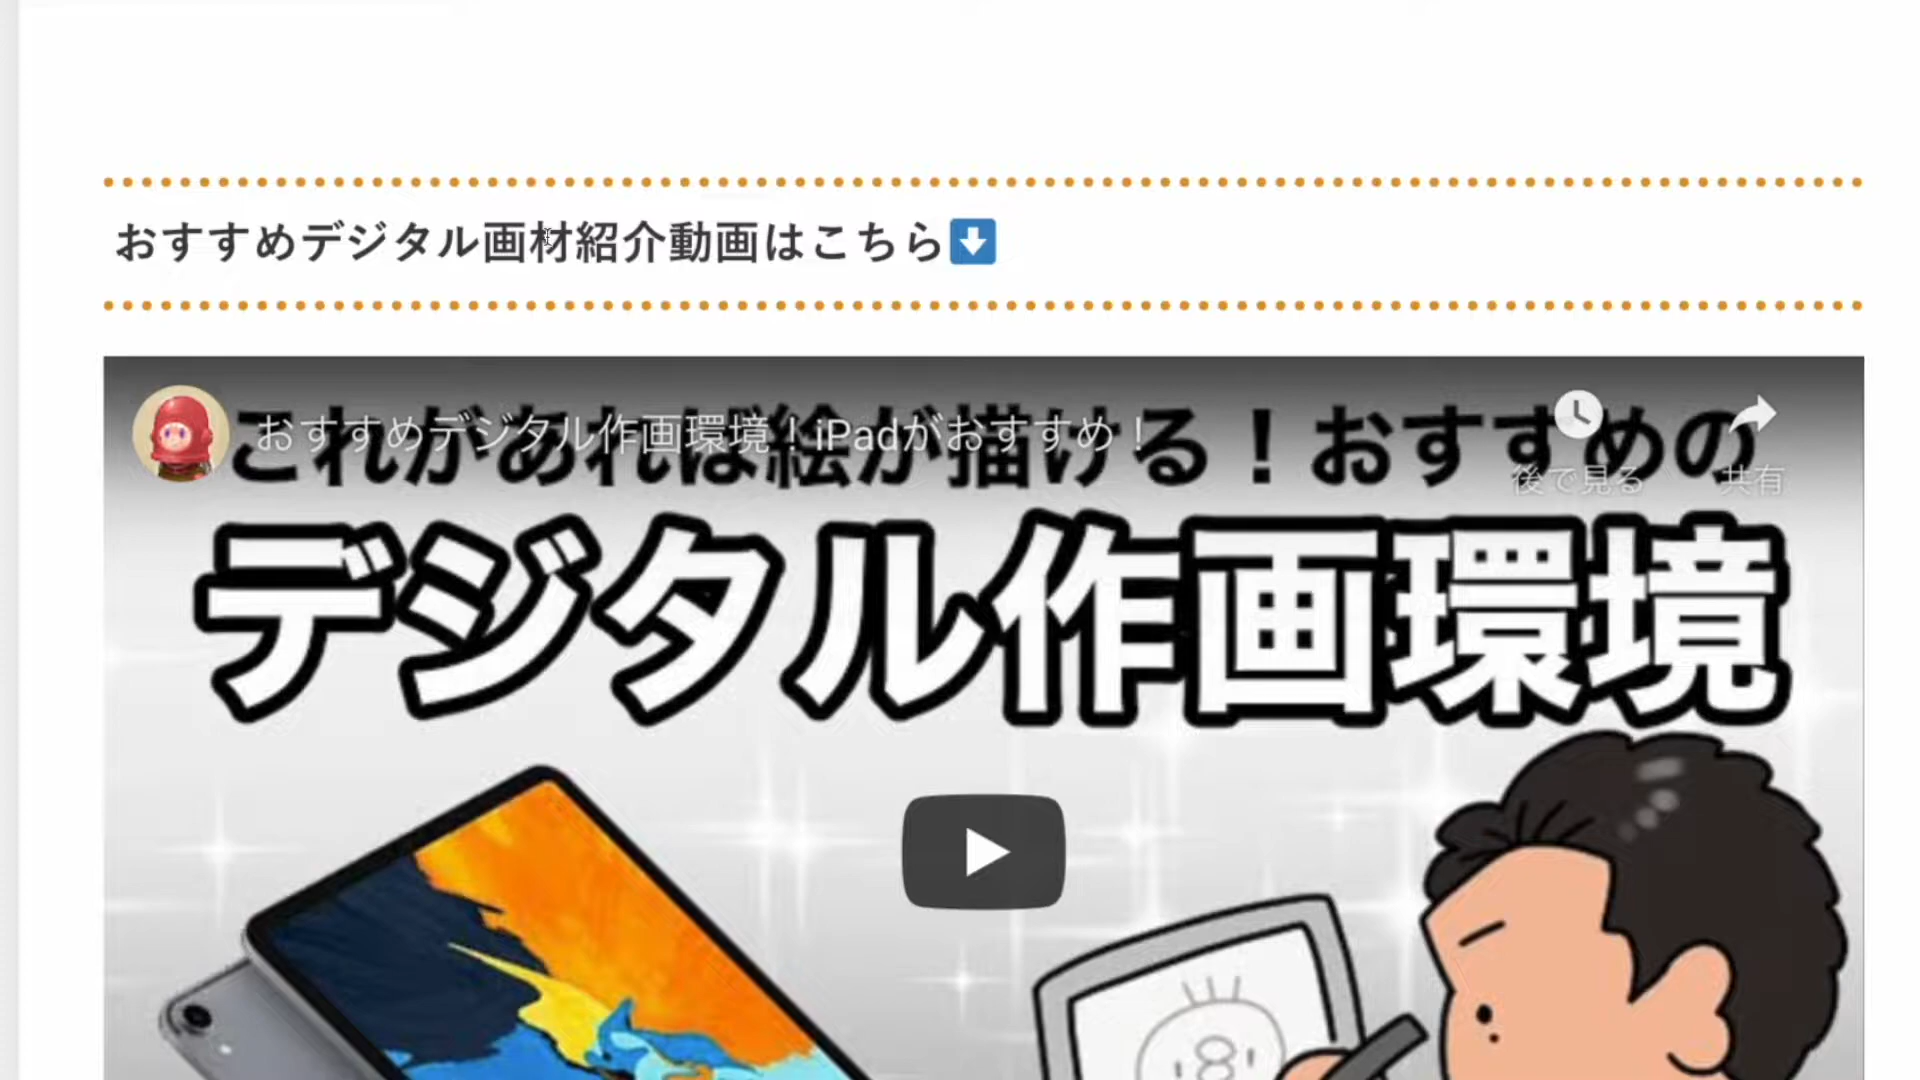 おすすめデジタル画材紹介動画はこちら⬇
おすすめデジタル作画環境！iPadがおすすめ！
後で見る
共有
これがあれば絵が描ける！おすすめの
デジタル作画環境